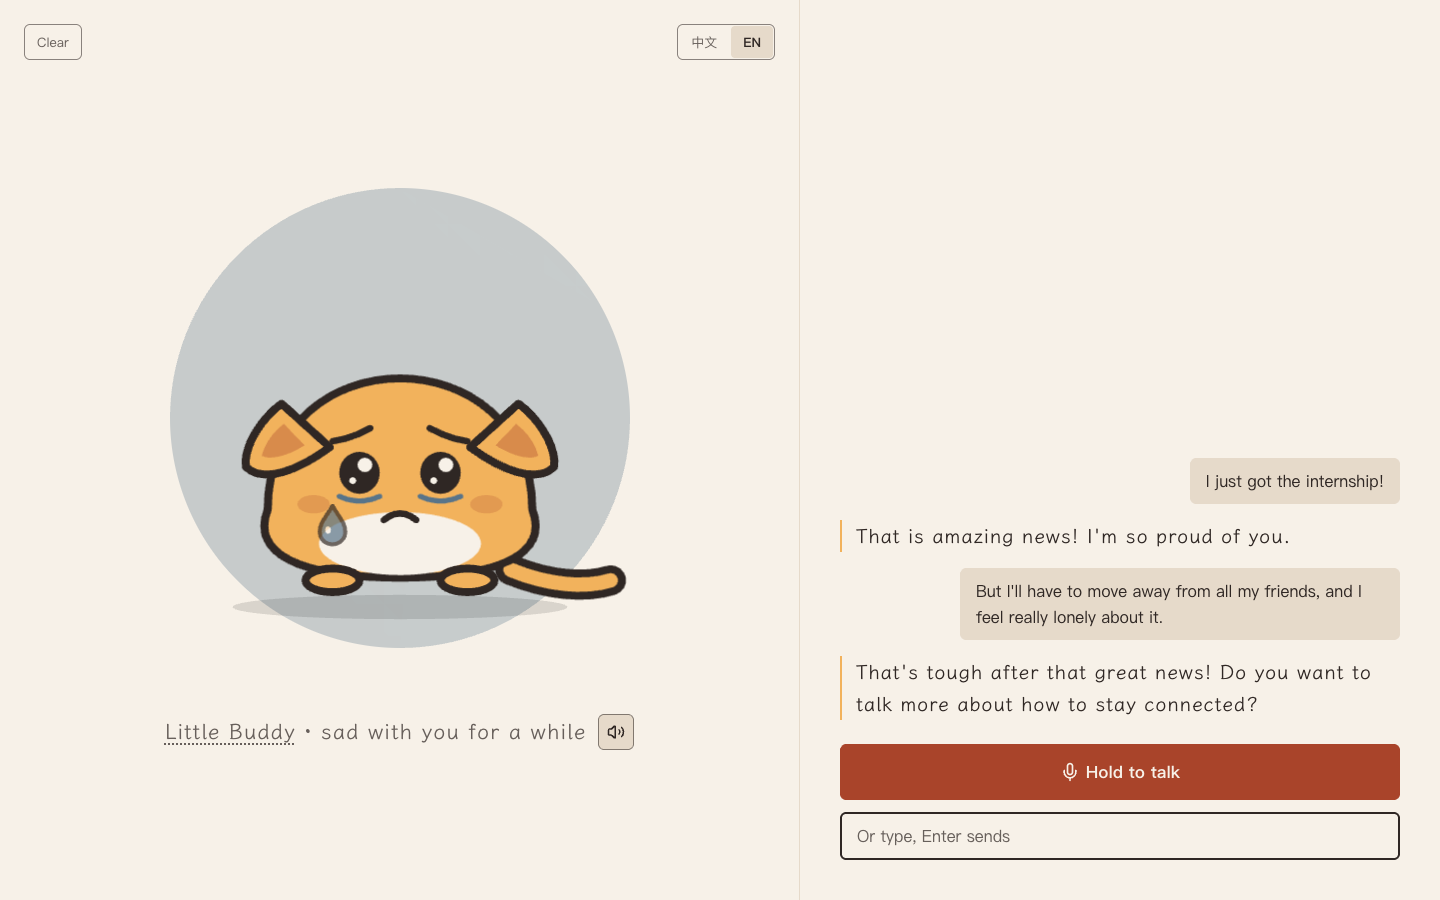 Clear
中文 EN
I just got the internship!
That is amazing news! I'm so proud of you.
But I'll have to move away from all my friends, and I
feel really lonely about it.
That's tough after that great news! Do you want to
talk more about how to stay connected?
Little Buddy • sad with you for a while
Hold to talk
Or type, Enter sends